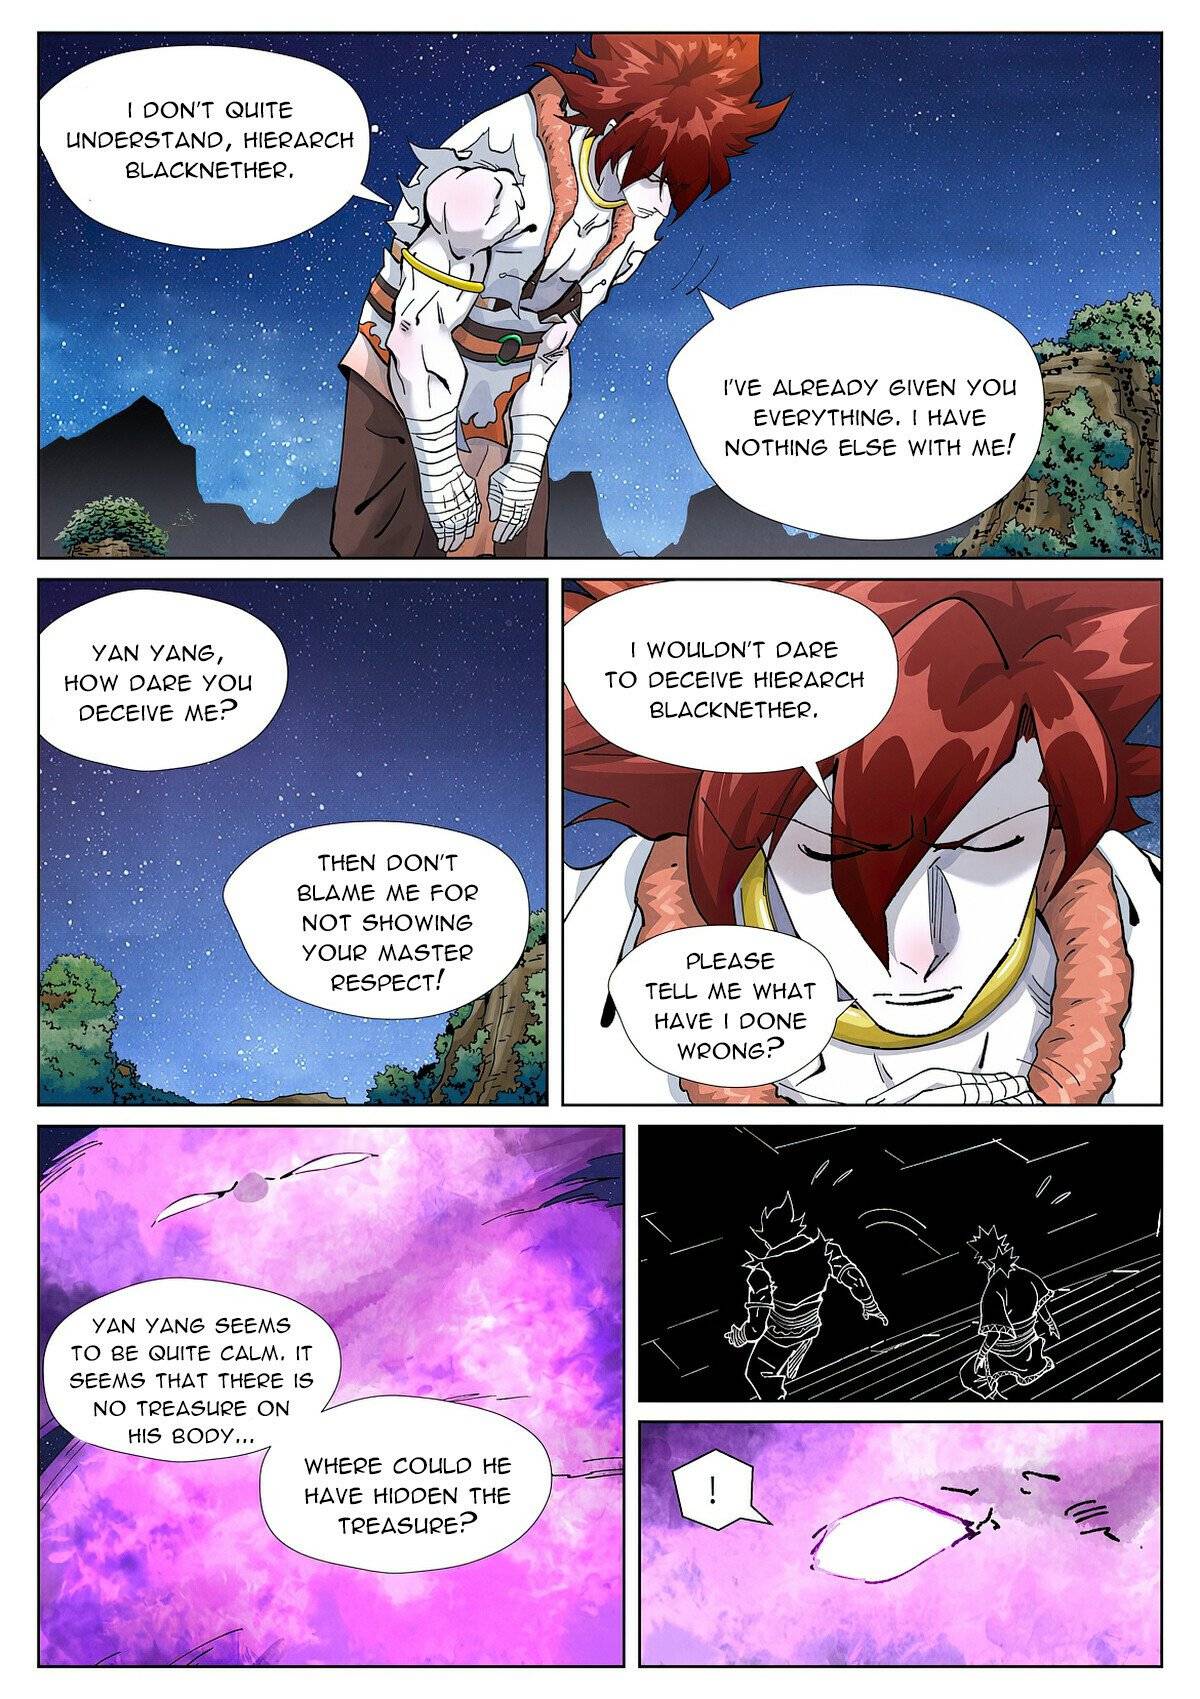 I DON'T QUITE
UNDERSTAND, HIERARCH
BLACKNETHER.
I'VE ALREADY GIVEN YOU
EVERYTHING. I HAVE
NOTHING ELSE WITH ME!
YAN YANG,
HOW DARE YOU
DECEIVE ME?
THEN DON'T
BLAME ME FOR
NOT SHOWING
YOUR MASTER
RESPECT!
I WOULDN'T DARE
TO DECEIVE HIERARCH
BLACKNETHER.
PLEASE
TELL ME WHAT
HAVE I DONE
WRONG?
YAN YANG SEEMS
TO BE QUITE CALM. IT
SEEMS THAT THERE IS
NO TREASURE ON
HIS BODY...
WHERE COULD HE
HAVE HIDDEN THE
TREASURE?
!